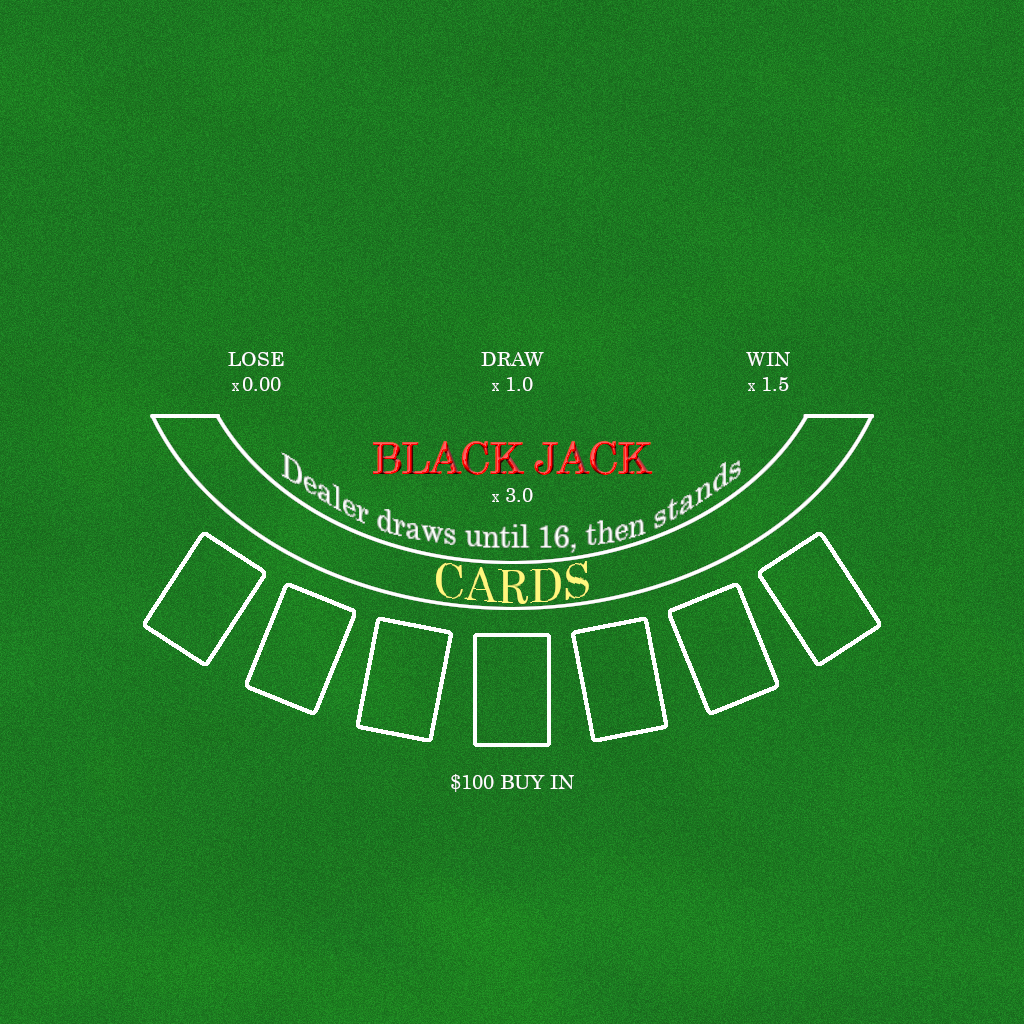 LOSE
x 0.00
DRAW
x 1.0
WIN
x 1.5
BLACK JACK
x 3.0
Dealer draws until 16, then stands
CARDS
$100 BUY IN